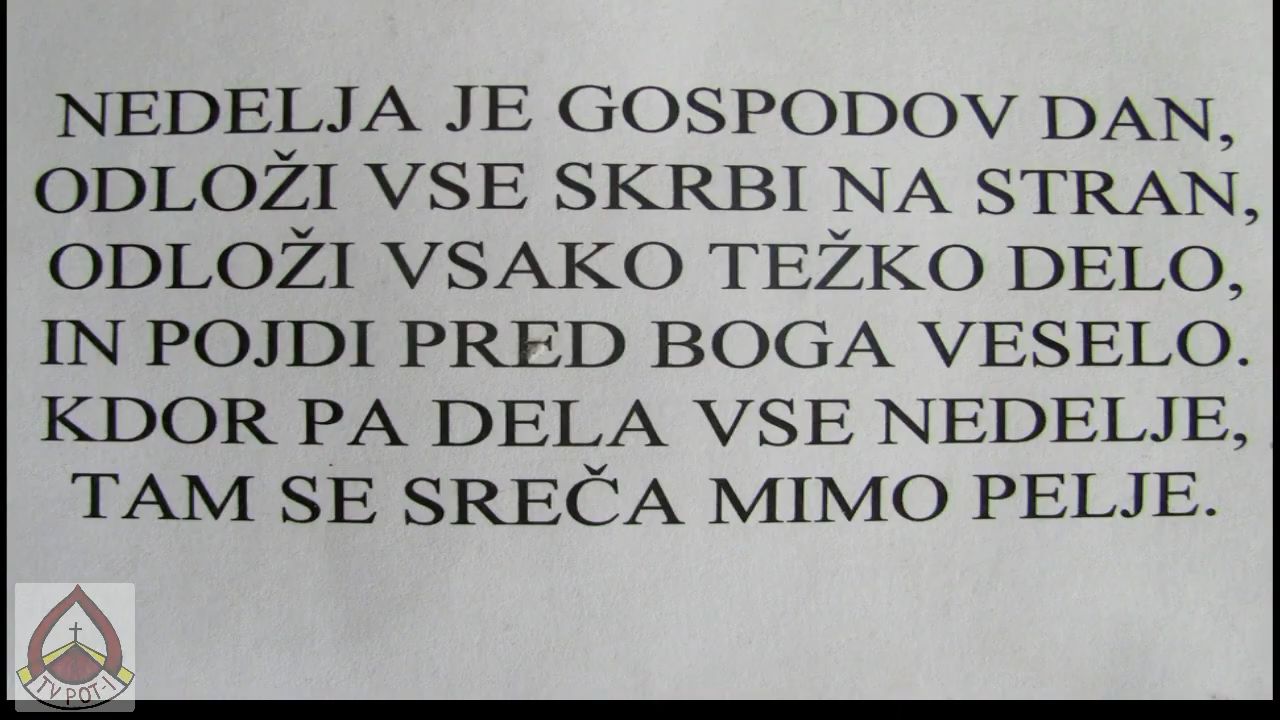 NEDELJA JE GOSPODOV DAN,
ODLOŽI VSE SKRBI NA STRAN,
ODLOŽI VSAKO TEŽKO DELO,
IN POJDI PRED BOGA VESELO.
KDOR PA DELA VSE NEDELJE,
TAM SE SREČA MIMO PELJE.
TV POT-1